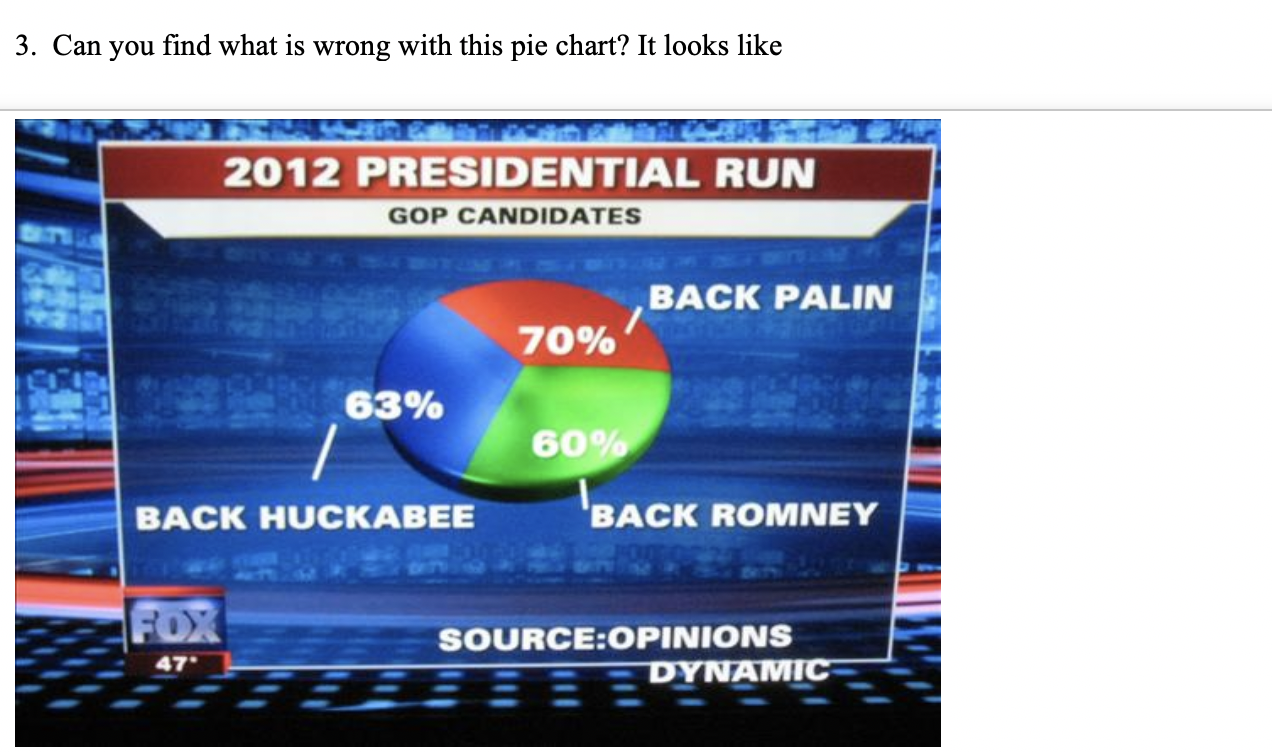 3. Can you find what is wrong with this pie chart? It looks like
2012 PRESIDENTIAL RUN
GOP CANDIDATES
BACK PALIN
70%
63%
60%
BACK HUCKABEE
BACK ROMNEY
FOX
47°
SOURCE:OPINIONS
DYNAMIC